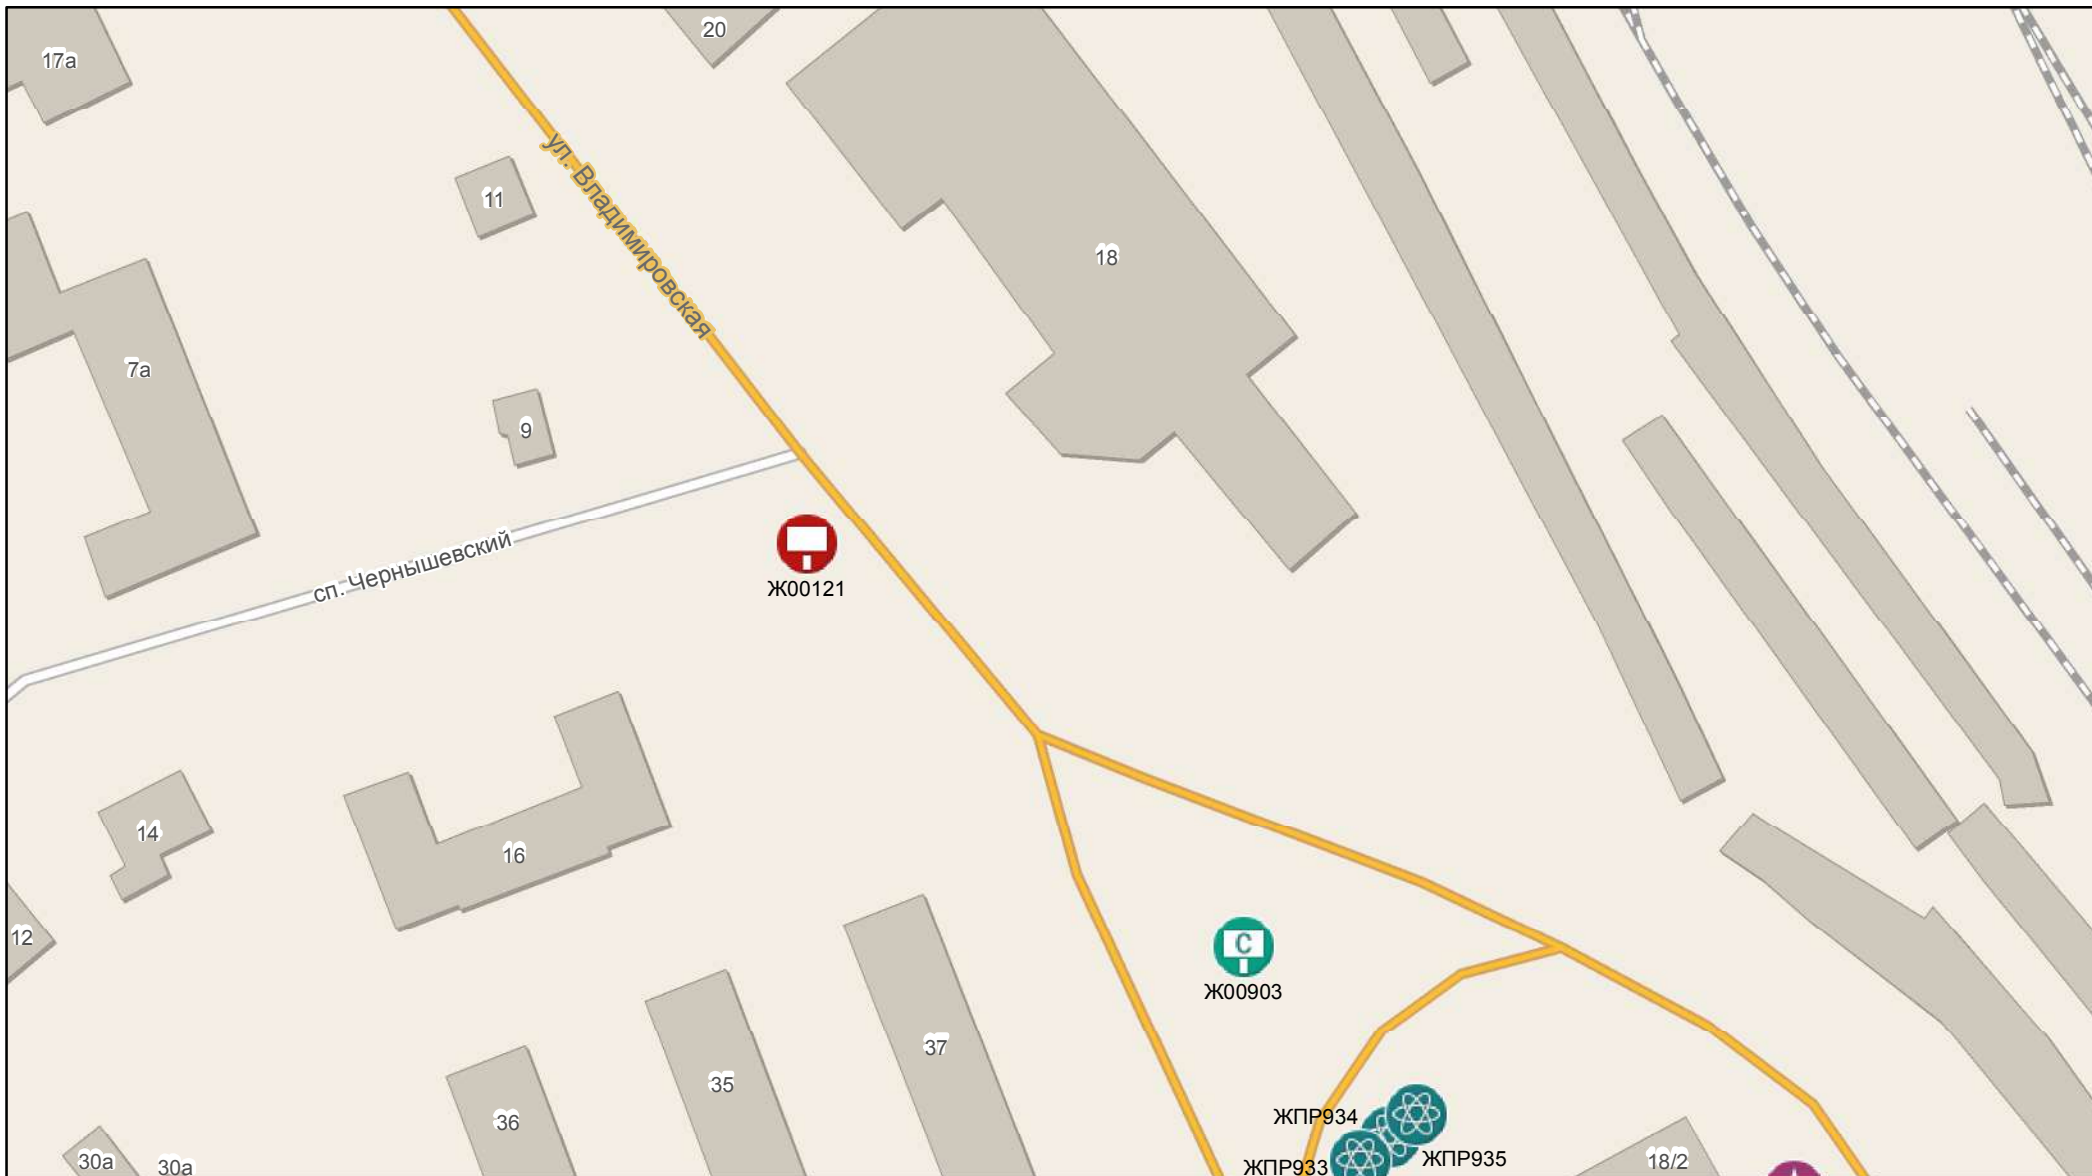 20
17а
11
ул. Владимировская
18
7а
9
сп. Чернышевский
Ж00121
14
16
12
С
Ж00903
37
35
36
ЖПР934
30а
30а
ЖПР933
ЖПР935
18/2